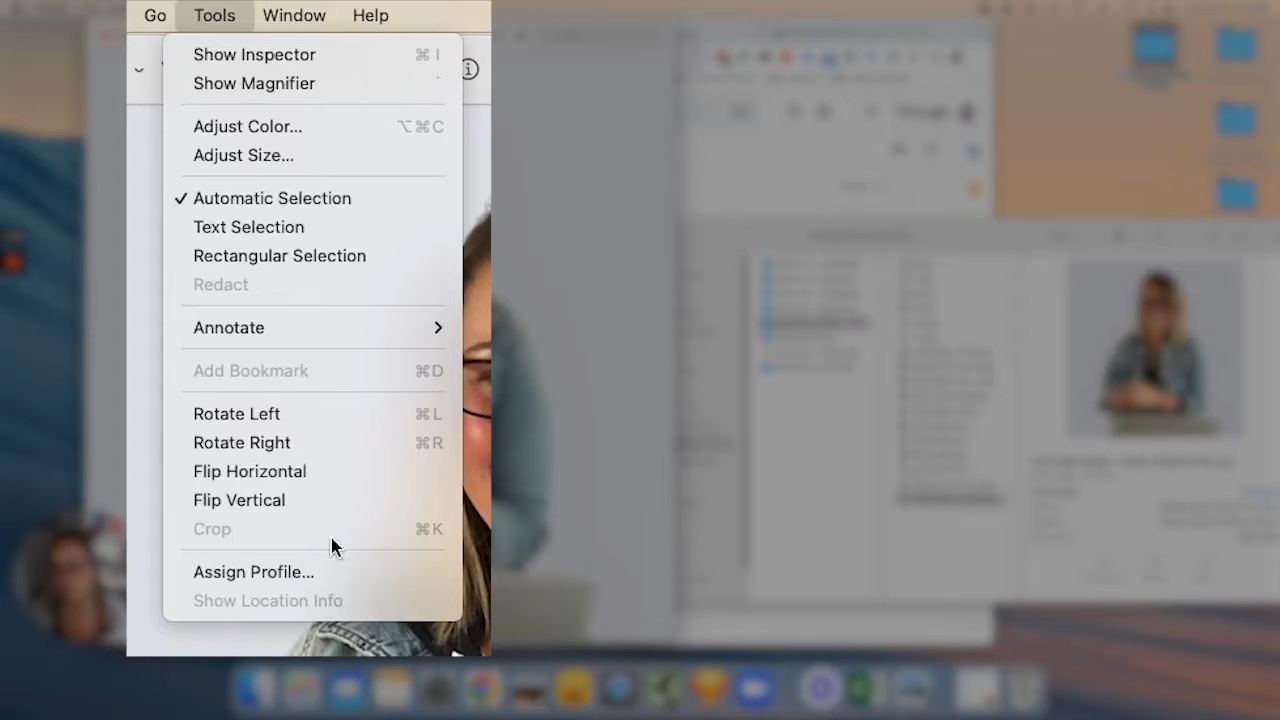 Go Tools Window Help
Show Inspector ⌘ I
Show Magnifier `
Adjust Color... ⌥⌘C
Adjust Size...
✓ Automatic Selection
Text Selection
Rectangular Selection
Redact
Annotate >
Add Bookmark ⌘D
Rotate Left ⌘L
Rotate Right ⌘R
Flip Horizontal
Flip Vertical
Crop ⌘K
Assign Profile...
Show Location Info